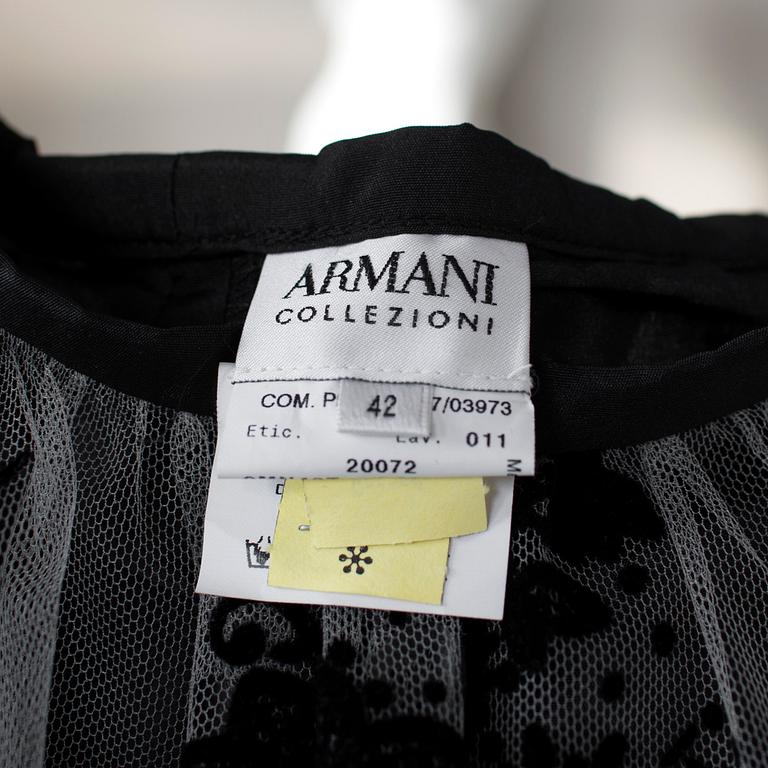 ARMANI
COLLEZIONI
COM. P 42 7/03973
Etic. Lav. 011
20072
M
D